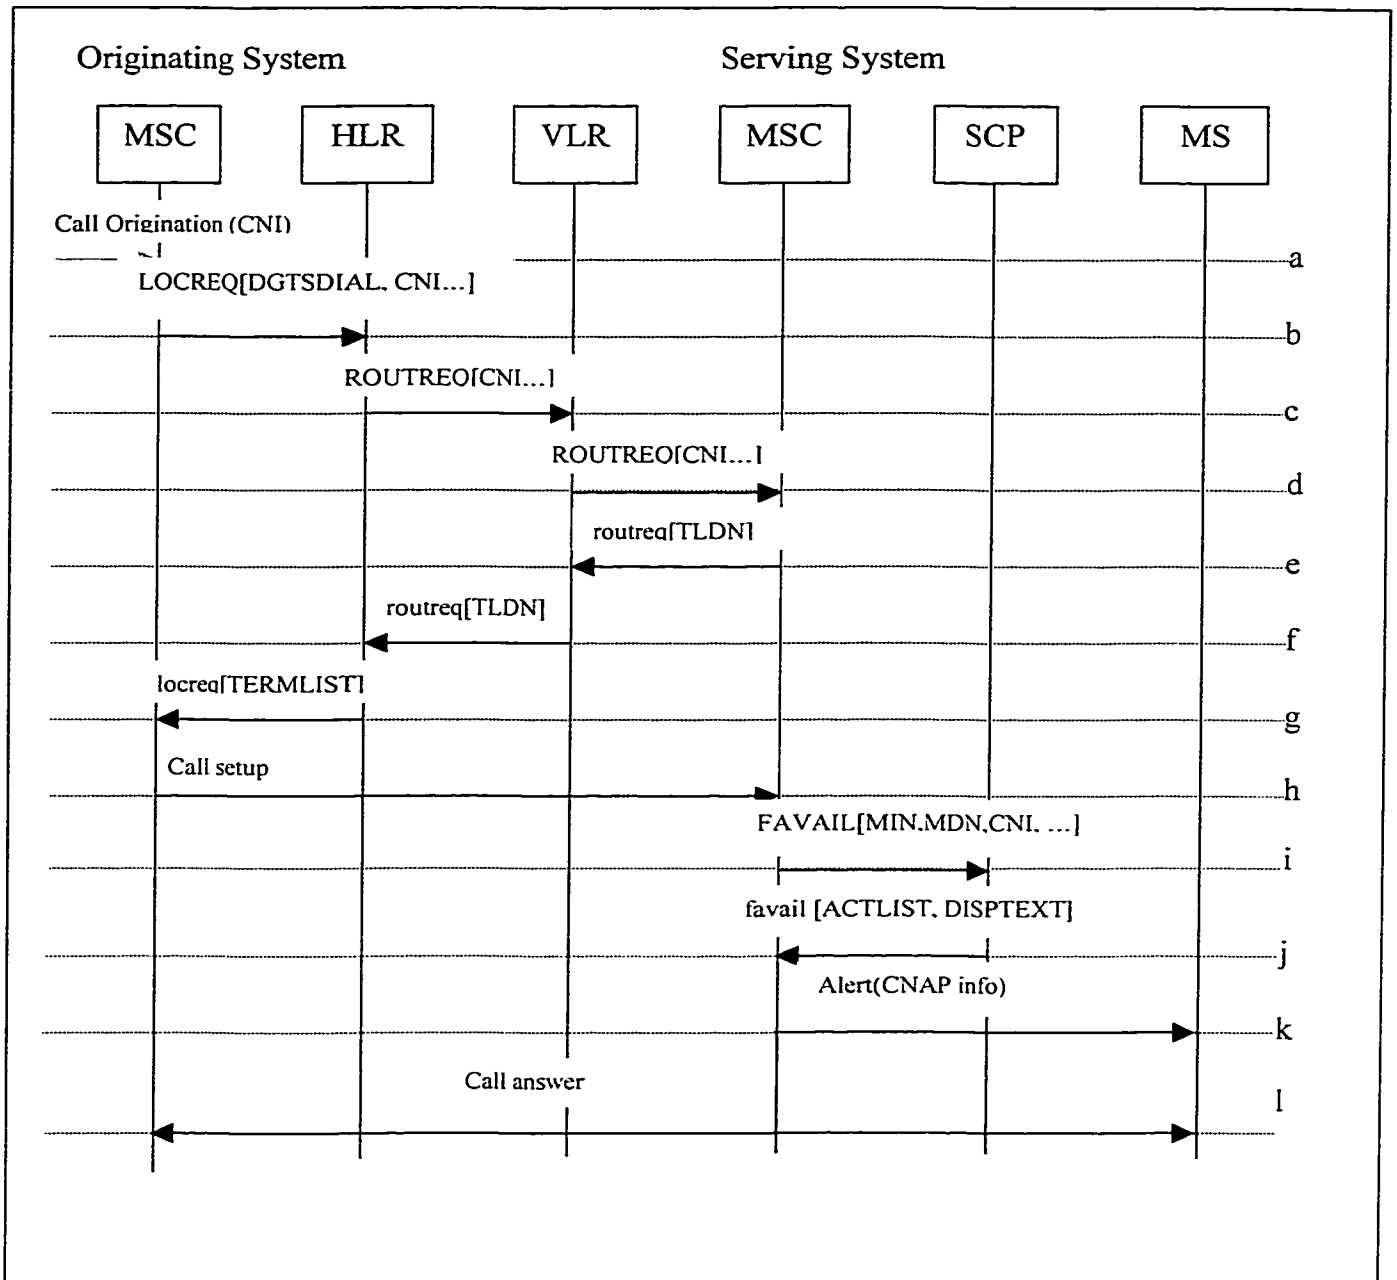 Originating System Serving System
MSC HLR VLR MSC SCP MS
Call Origination (CNI)
a
LOCREQ[DGTSDIAL, CNI...]
b
ROUTREQ[CNI...]
c
ROUTREQ[CNI...]
d
routreq[TLDN]
e
routreq[TLDN]
f
locreq[TERMLIST]
g
Call setup
h
FAVAIL[MIN,MDN,CNI, ...]
i
favail [ACTLIST, DISPTEXT]
j
Alert(CNAP info)
k
Call answer
l